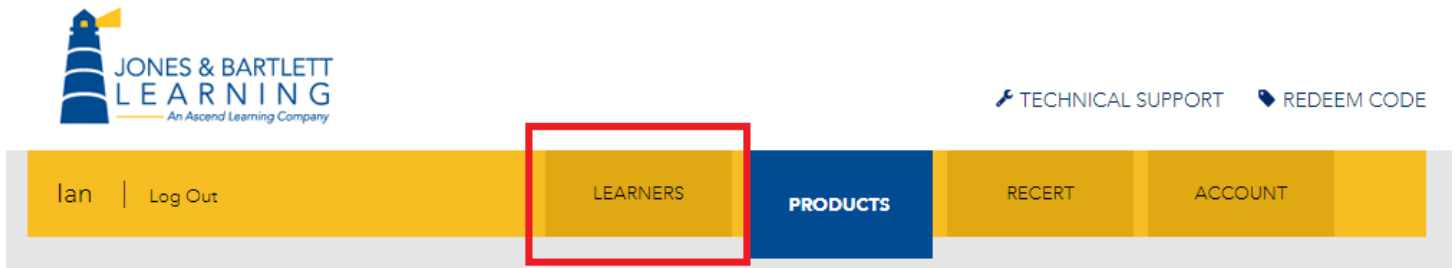 JONES & BARTLETT
LEARNING
An Ascend Learning Company
TECHNICAL SUPPORT REDEEM CODE
Ian | Log Out LEARNERS PRODUCTS RECERT ACCOUNT